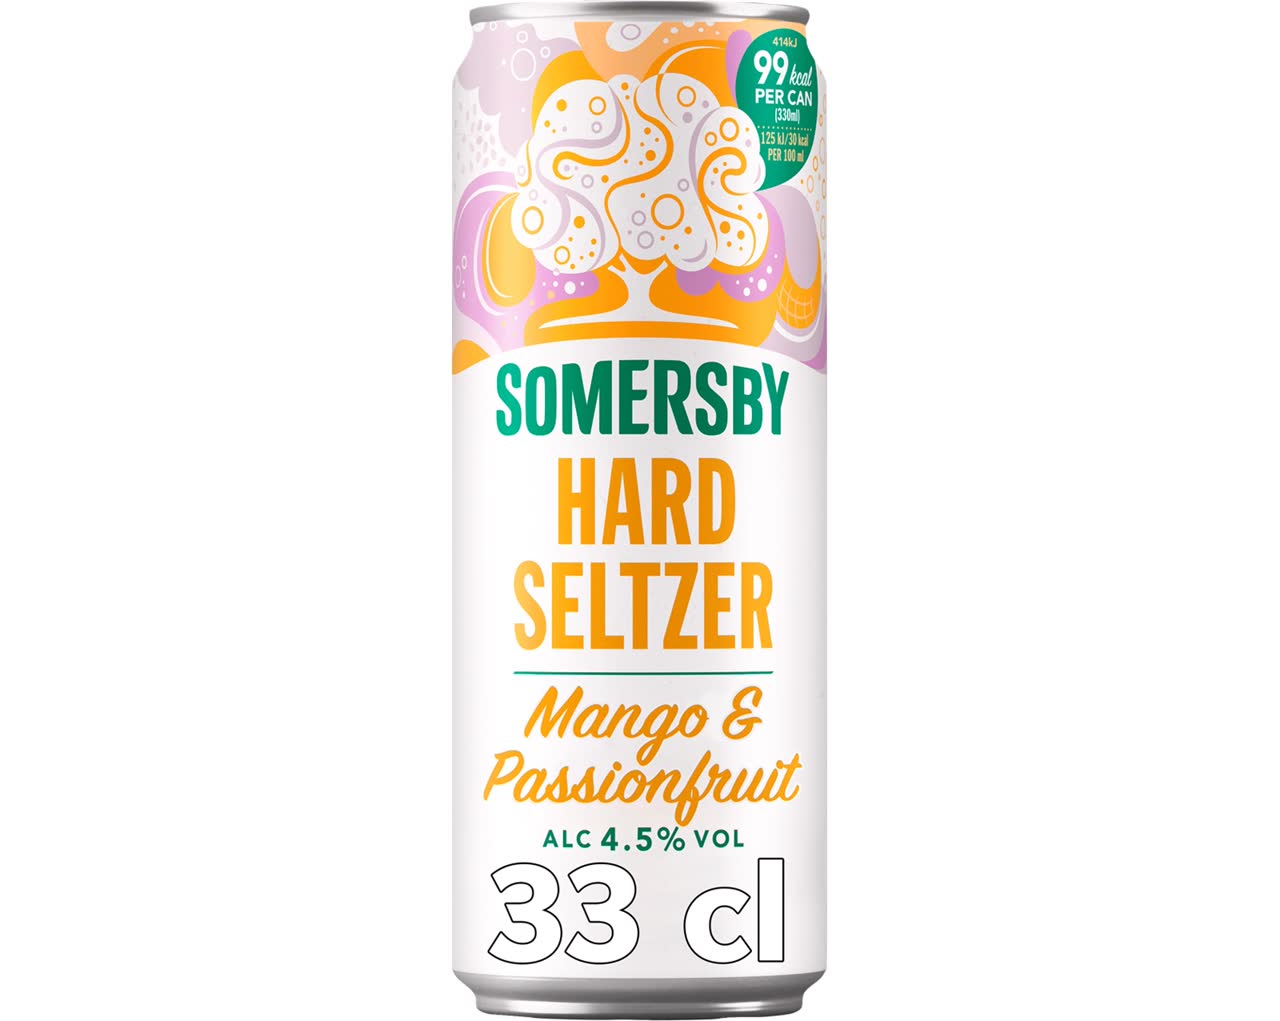 414kJ
99 kcal
PER CAN
(330ml)
125 kJ/30 kcal
PER 100 ml
SOMERSBY
HARD
SELTZER
Mango &
Passionfruit
ALC 4.5% VOL
33 cl